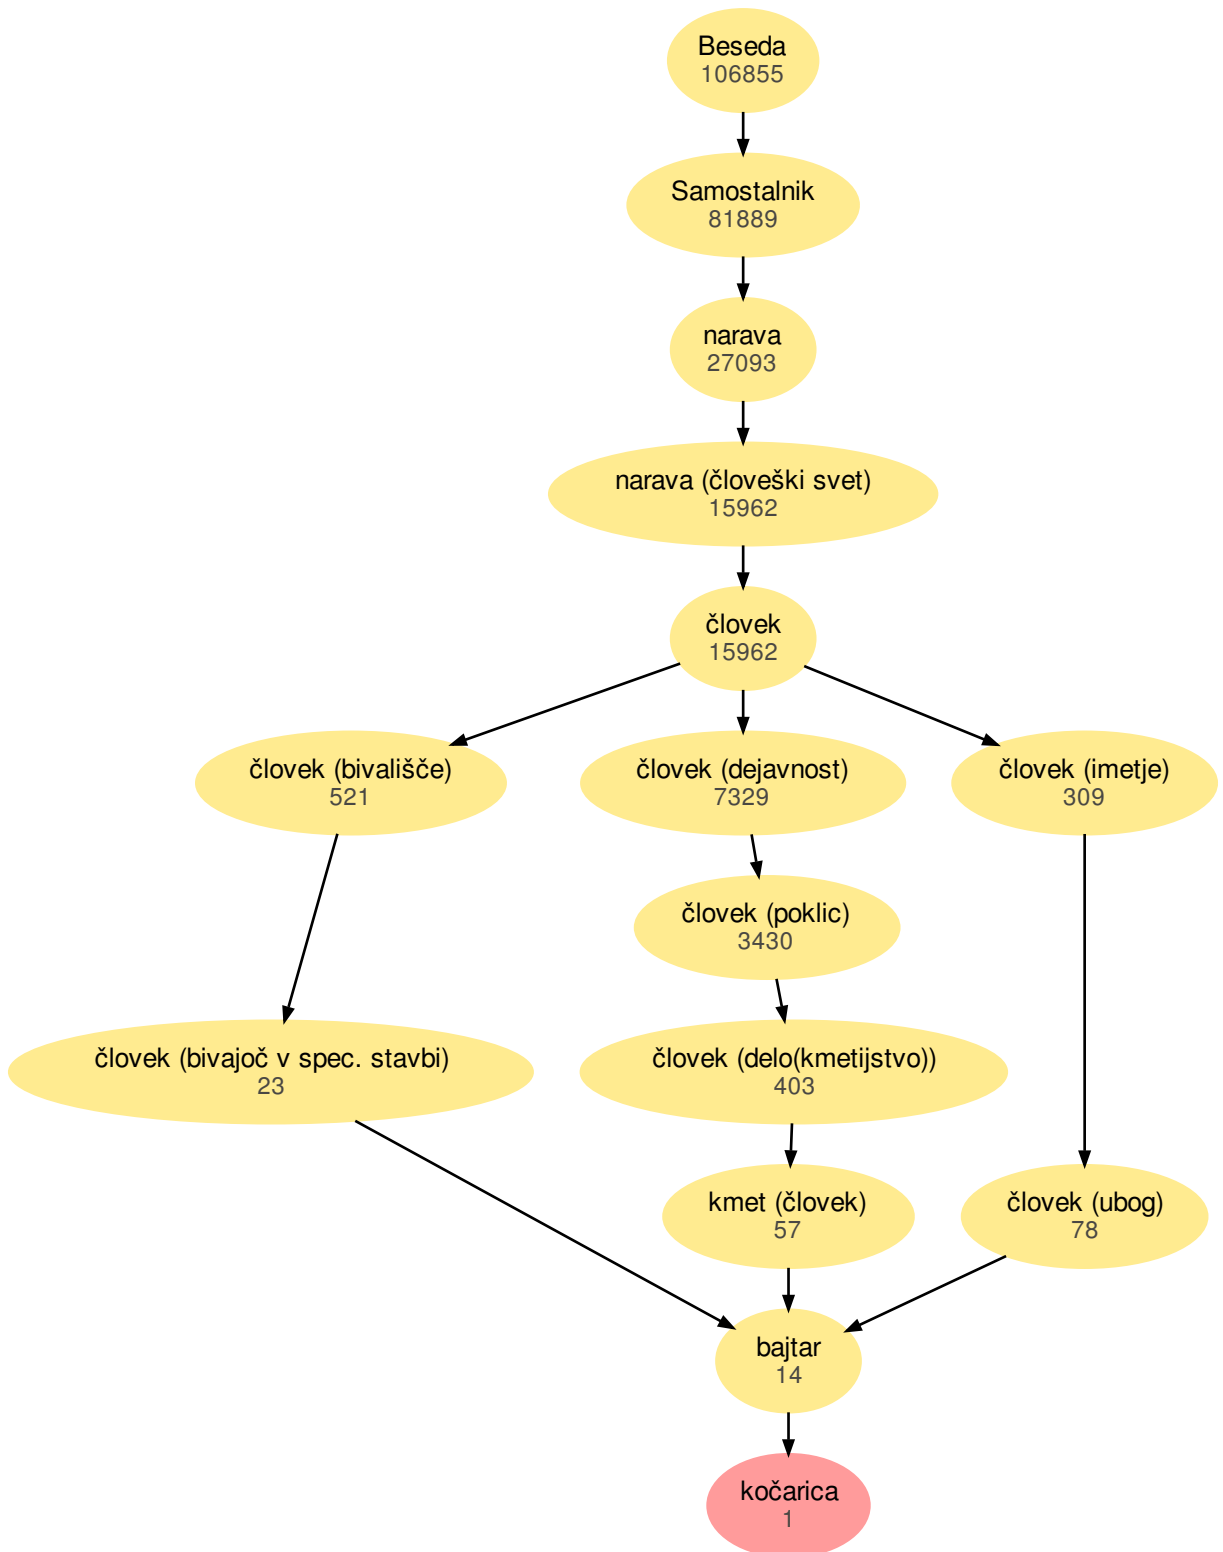 Beseda
106855
Samostalnik
81889
narava
27093
narava (človeški svet)
15962
človek
15962
človek (bivališče)
521
človek (dejavnost)
7329
človek (imetje)
309
človek (poklic)
3430
človek (bivajoč v spec. stavbi)
23
človek (delo(kmetijstvo))
403
kmet (človek)
57
človek (ubog)
78
bajtar
14
kočarica
1